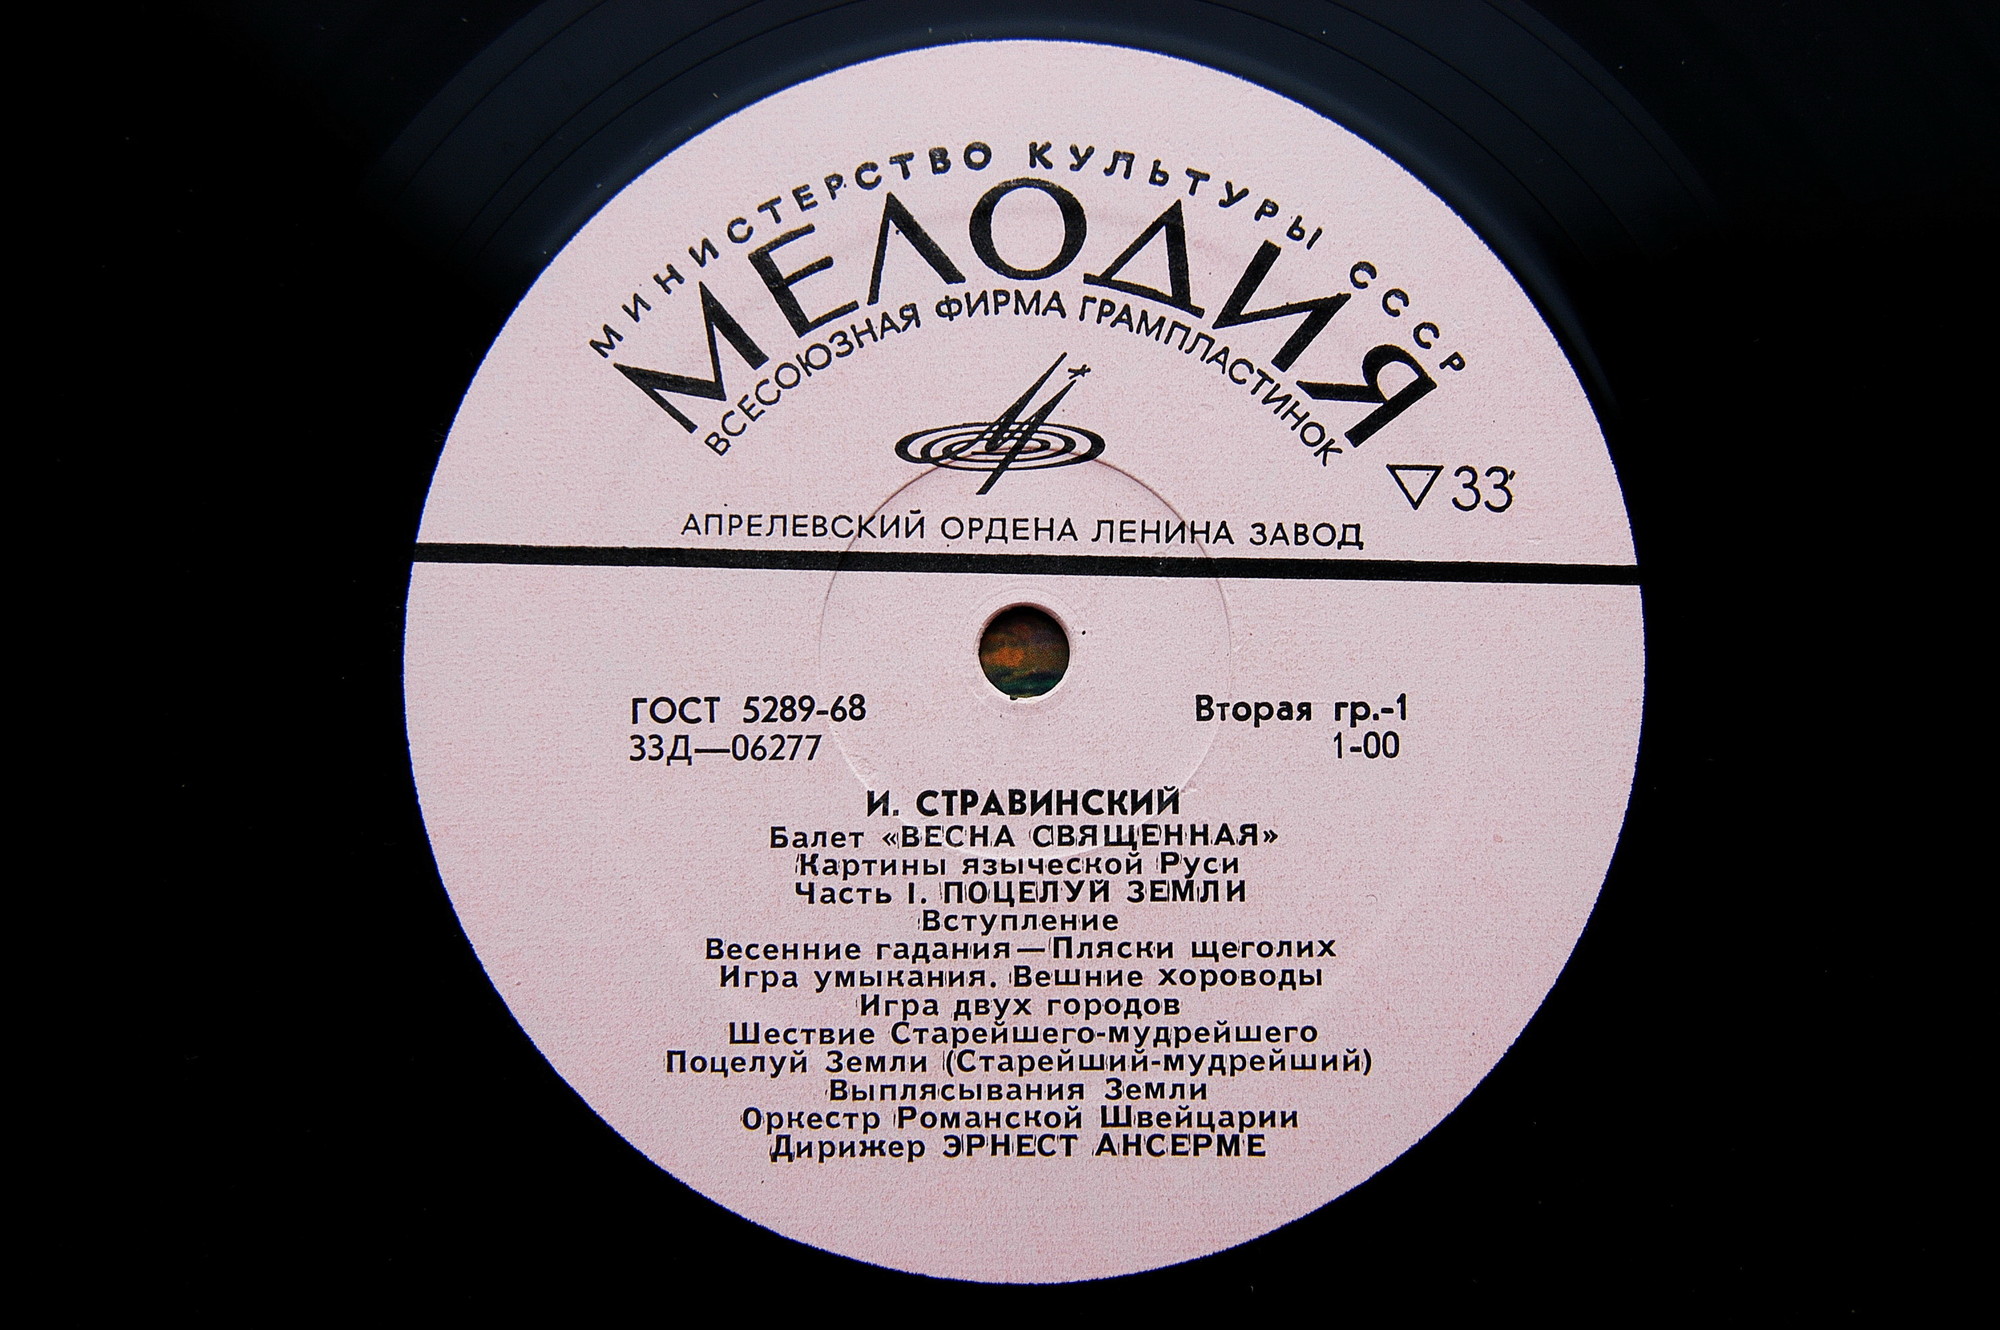 МИНИСТЕРСТВО КУЛЬТУРЫ СССР
МЕЛОДИЯ
ВСЕСОЮЗНАЯ ФИРМА ГРАМПЛАСТИНОК
▽33
АПРЕЛЕВСКИЙ ОРДЕНА ЛЕНИНА ЗАВОД
ГОСТ 5289-68
Вторая гр.-1
33Д—06277
1-00
И. СТРАВИНСКИЙ
Балет «ВЕСНА СВЯЩЕННАЯ»
Картины языческой Руси
Часть I. ПОЦЕЛУЙ ЗЕМЛИ
Вступление
Весенние гадания—Пляски щеголих
Игра умыкания. Вешние хороводы
Игра двух городов
Шествие Старейшего-мудрейшего
Поцелуй Земли (Старейший-мудрейший)
Выплясывания Земли
Оркестр Романской Швейцарии
Дирижер ЭРНЕСТ АНСЕРМЕ